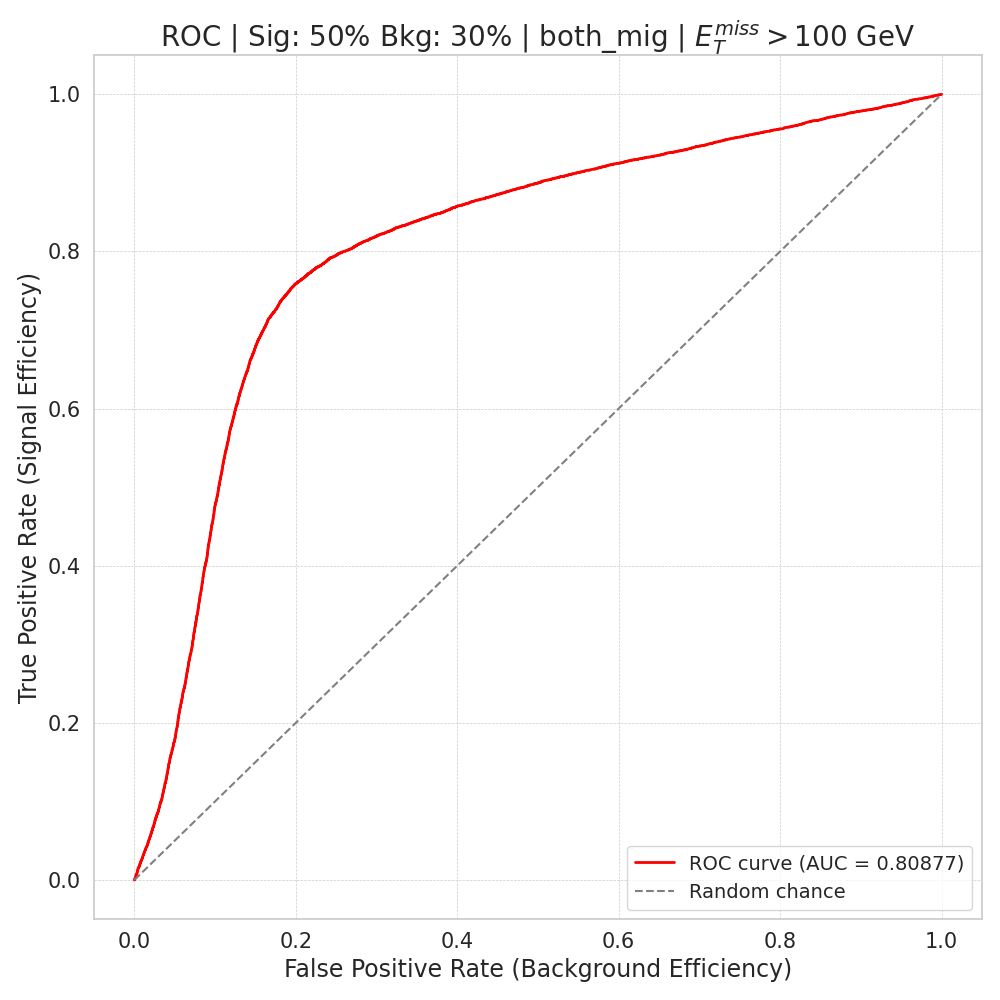 ROC | Sig: 50% Bkg: 30% | both_mig | $E_T^{miss}$ > 100 GeV
1.0
0.8
0.6
0.4
0.2
0.0
True Positive Rate (Signal Efficiency)
ROC curve (AUC = 0.80877)
Random chance
0.0 0.2 0.4 0.6 0.8 1.0
False Positive Rate (Background Efficiency)